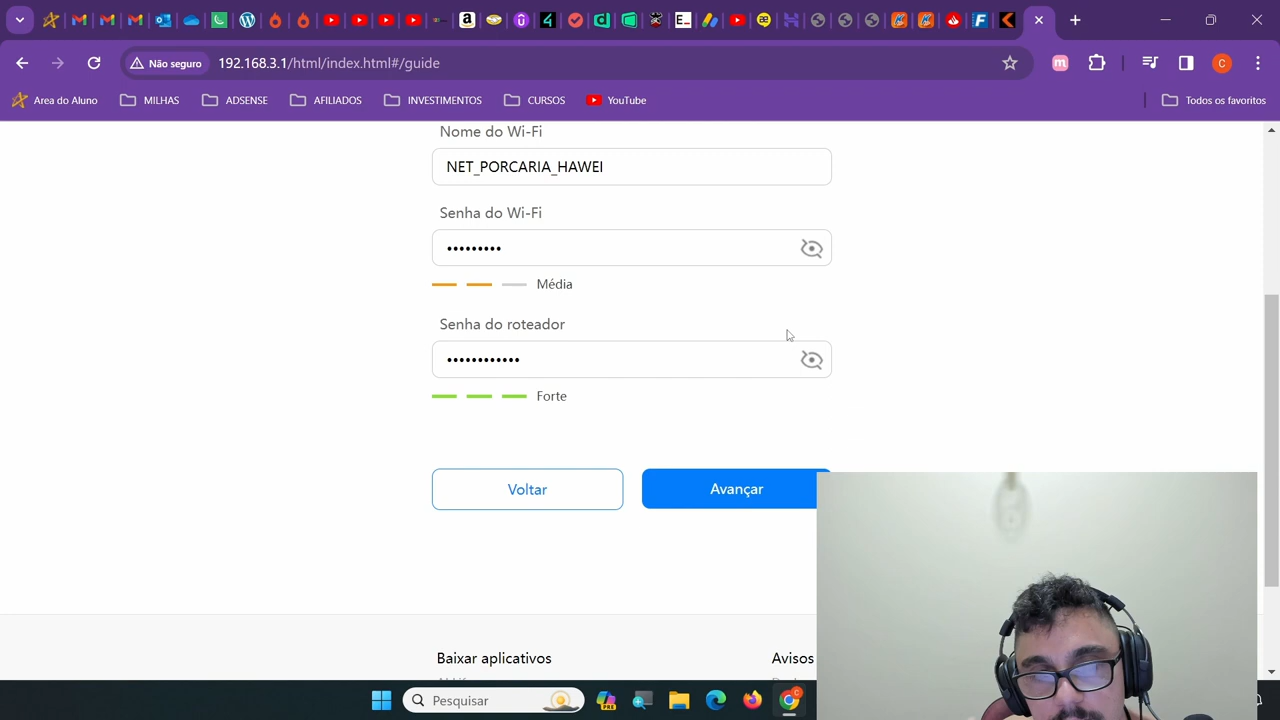 Não seguro
192.168.3.1/html/index.html#/guide
Area do Aluno
MILHAS
ADSENSE
AFILIADOS
INVESTIMENTOS
CURSOS
YouTube
Todos os favoritos
Nome do Wi-Fi
NET_PORCARIA_HAWEI
Senha do Wi-Fi
•••••••••
Média
Senha do roteador
••••••••••••
Forte
Voltar
Avançar
Baixar aplicativos
Avisos
Pesquisar